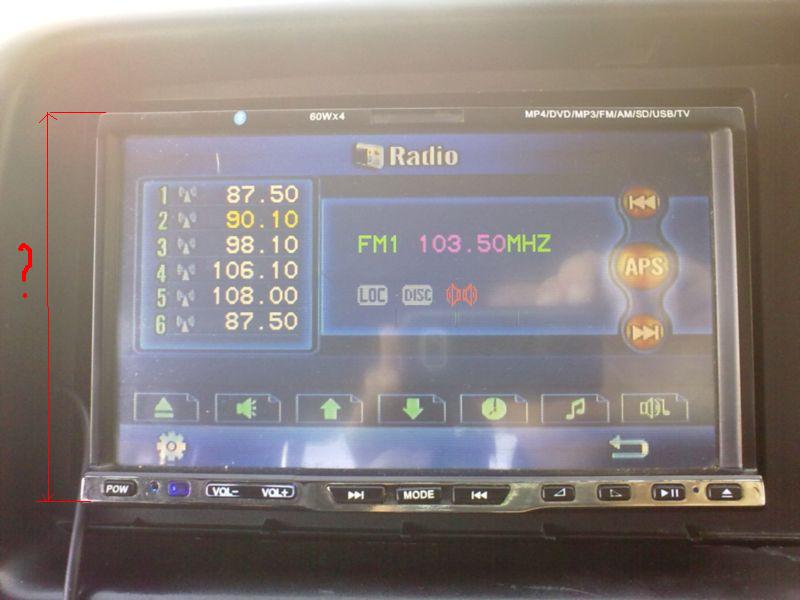 ?
60WX4
MP4/DVD/MP3/FM/AM/SD/USB/TV
Radio
1 87.50
2 90.10
3 98.10
4 106.10
5 108.00
6 87.50
FM1 103.50MHZ
LOC DISC
APS
POW VOL- VOL+ MODE